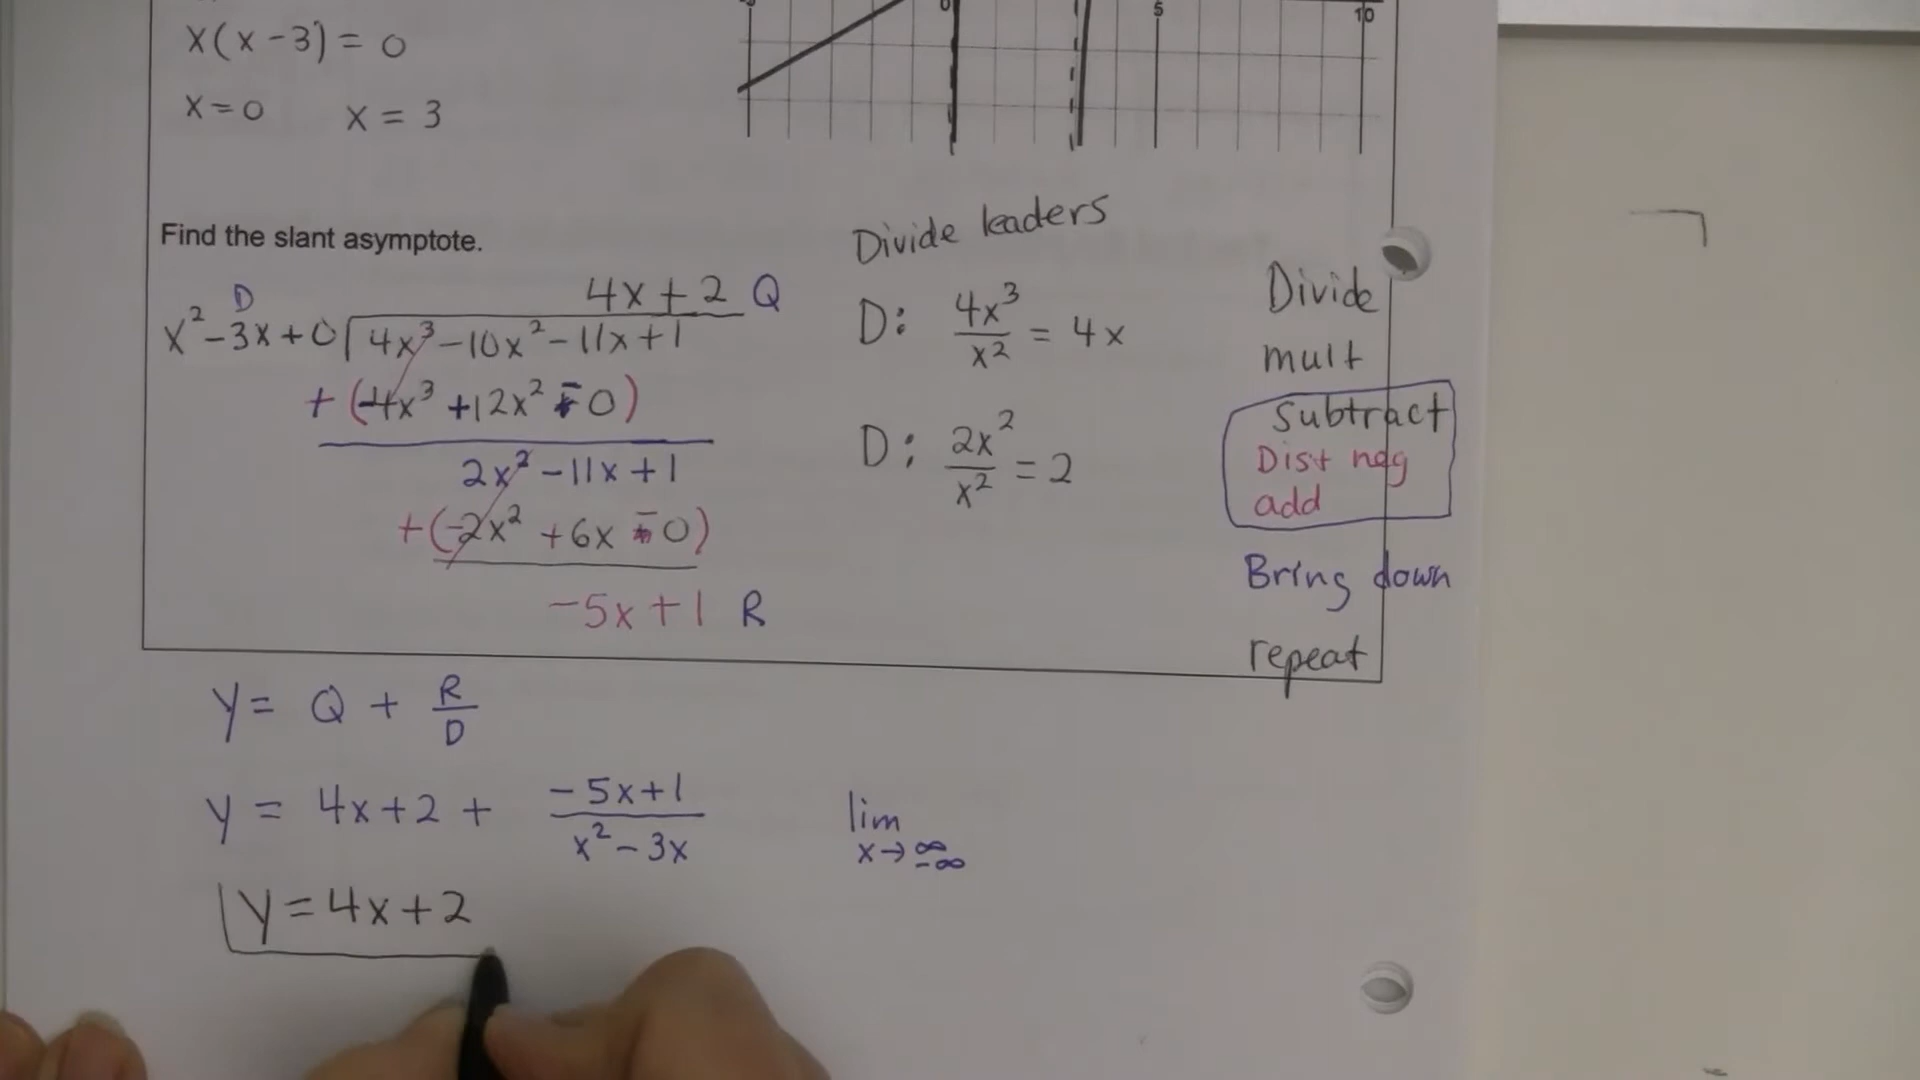 x(x-3) = 0
x=0 x = 3
0 5 10
Find the slant asymptote.
Divide leaders
D
4x+2 Q
x²-3x+0 4x³-10x²-11x+1
+(-4x³+12x²-0)
2x²-11x+1
+(-2x²+6x-0)
-5x+1 R
D: 4x³/x² = 4x
D: 2x²/x² = 2
Divide
mult
Subtract
Dist neg
add
Bring down
repeat
y = Q + R/D
y = 4x+2 + (-5x+1)/(x²-3x)
lim
x→∞
-∞
y=4x+2